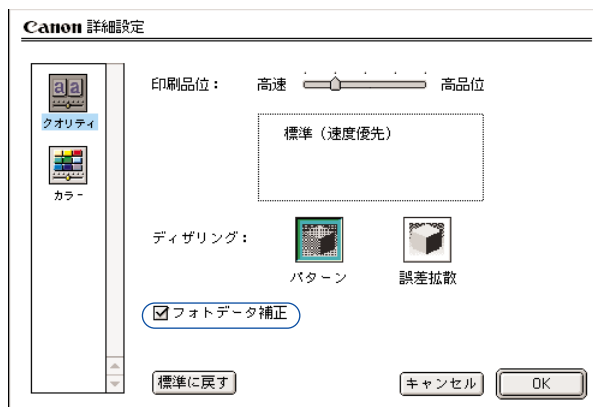 Canon 詳細設定
クオリティ
カラー
印刷品位： 高速 高品位
標準（速度優先）
ディザリング：
パターン 誤差拡散
フォトデータ補正
標準に戻す キャンセル OK